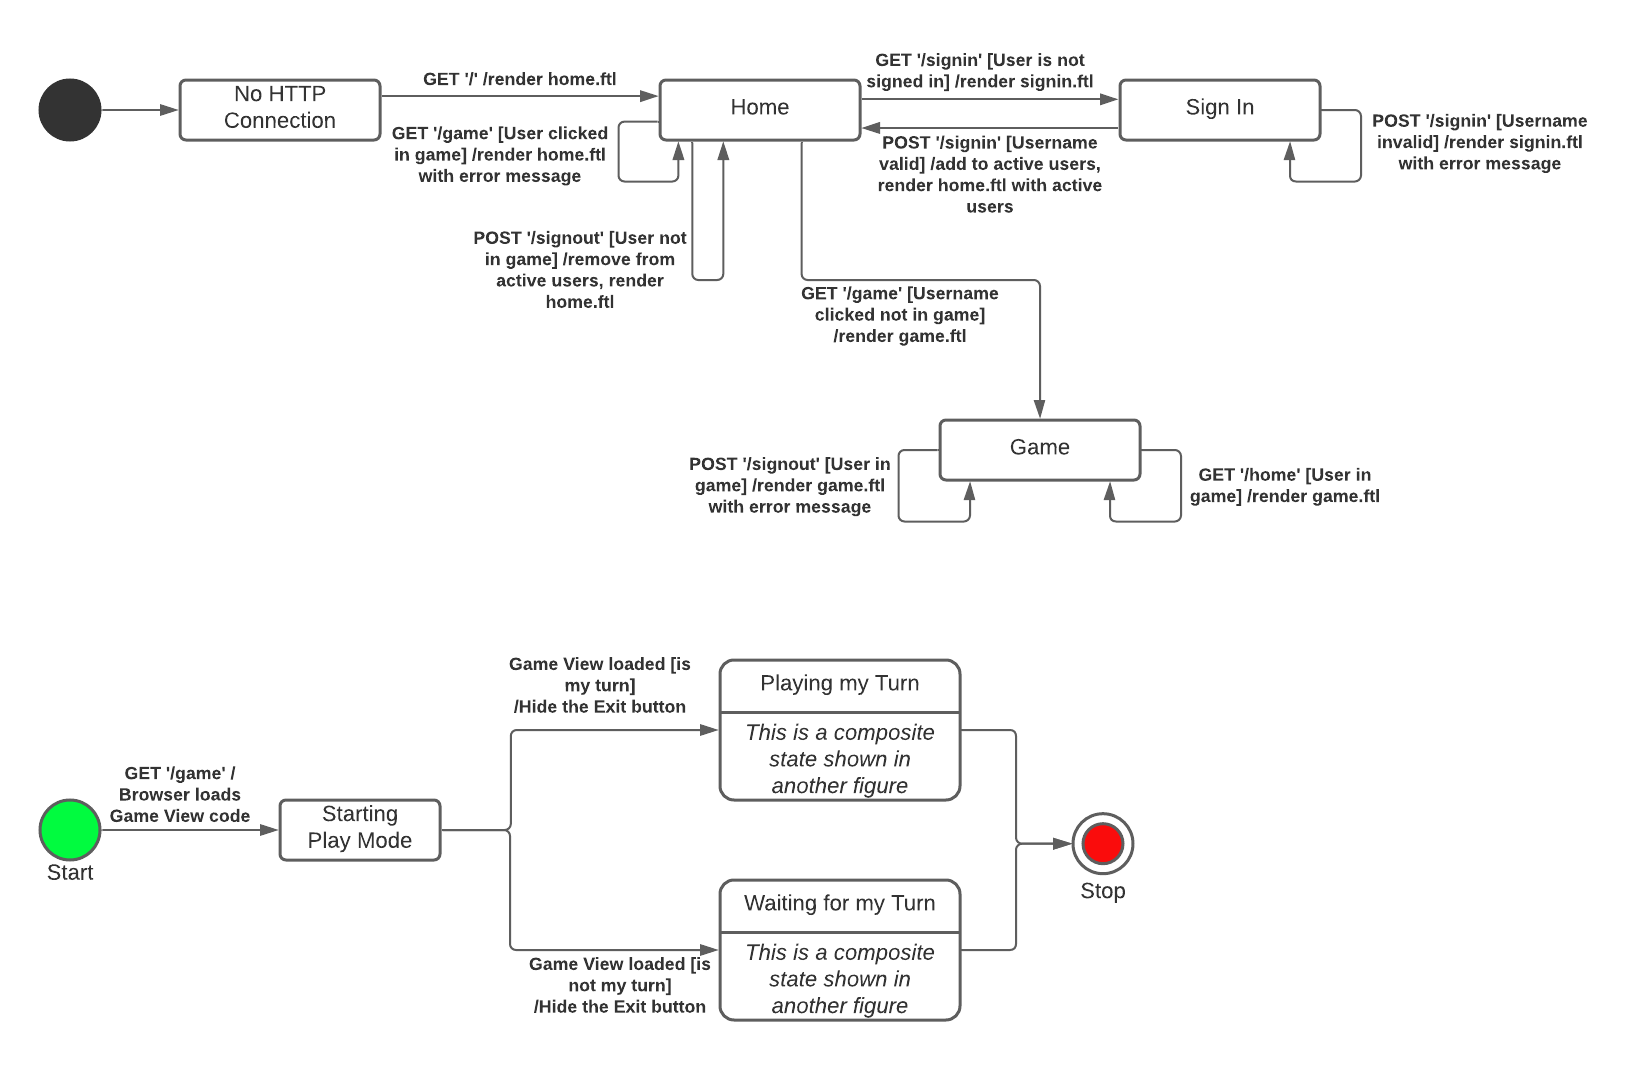 No HTTP
Connection
GET '/' /render home.ftl
Home
GET '/signin' [User is not
signed in] /render signin.ftl
Sign In
POST '/signin' [Username
invalid] /render signin.ftl
with error message
GET '/game' [User clicked
in game] /render home.ftl
with error message
POST '/signin' [Username
valid] /add to active users,
render home.ftl with active
users
POST '/signout' [User not
in game] /remove from
active users, render
home.ftl
GET '/game' [Username
clicked not in game]
/render game.ftl
Game
POST '/signout' [User in
game] /render game.ftl
with error message
GET '/home' [User in
game] /render game.ftl
Game View loaded [is
my turn]
/Hide the Exit button
Playing my Turn
This is a composite
state shown in
another figure
GET '/game' /
Browser loads
Game View code
Start
Starting
Play Mode
Stop
Game View loaded [is
not my turn]
/Hide the Exit button
Waiting for my Turn
This is a composite
state shown in
another figure